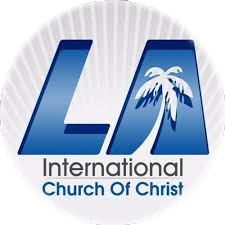 LA
International
Church Of Christ